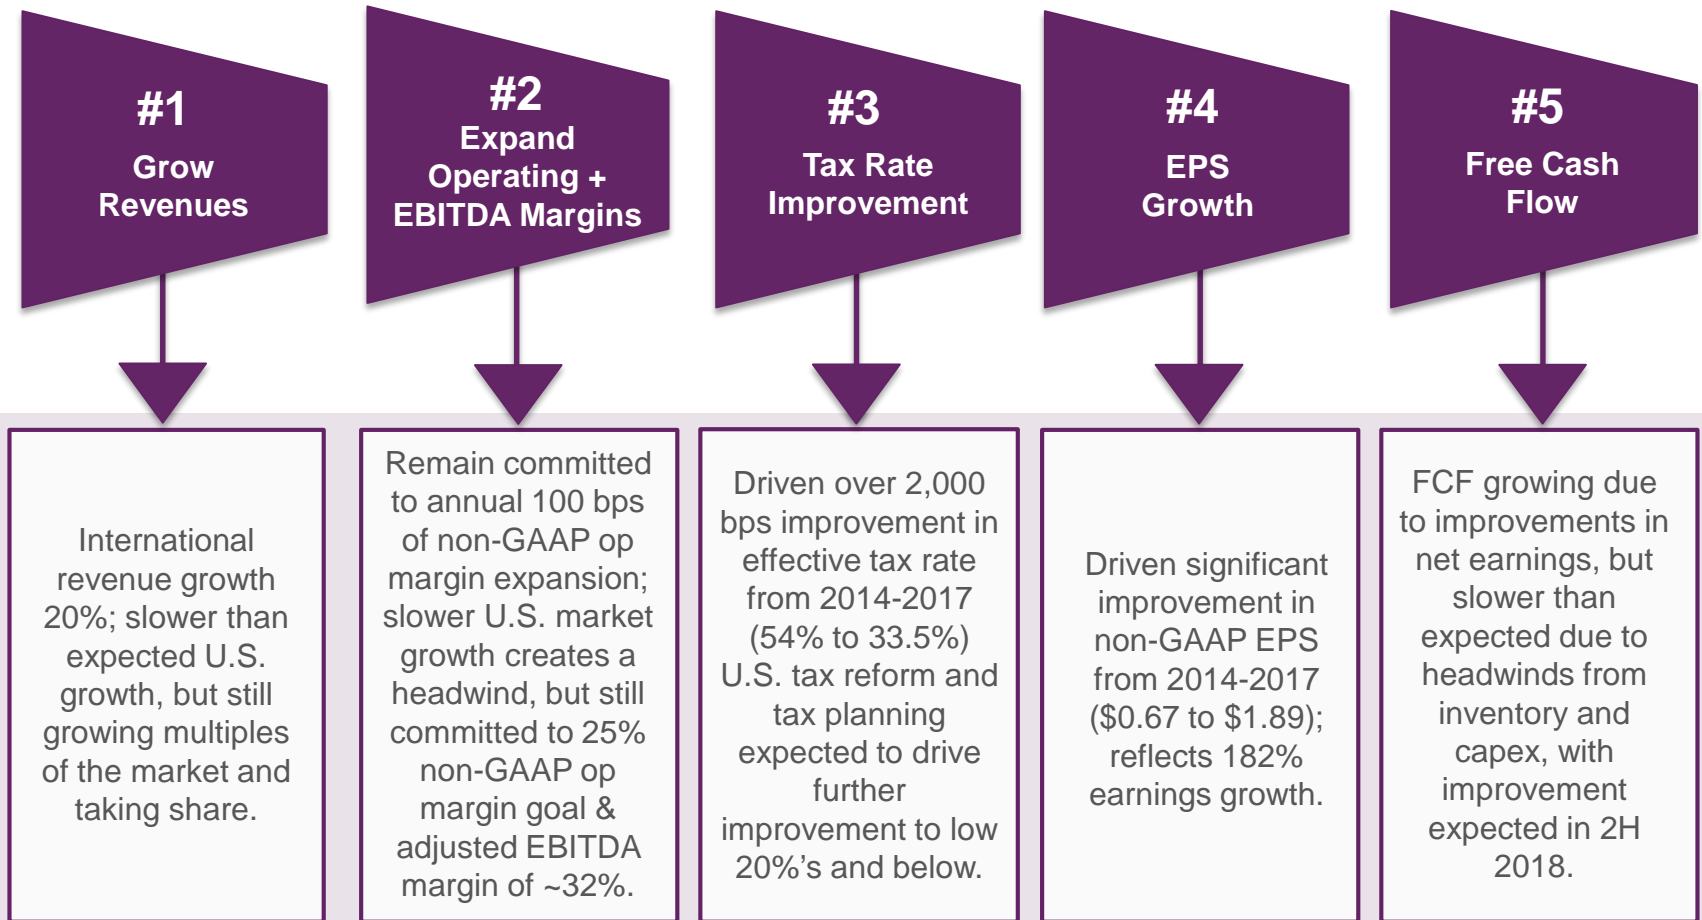 #1
Grow
Revenues
#2
Expand
Operating +
EBITDA Margins
#3
Tax Rate
Improvement
#4
EPS
Growth
#5
Free Cash
Flow
International
revenue growth
20%; slower than
expected U.S.
growth, but still
growing multiples
of the market and
taking share.
Remain committed
to annual 100 bps
of non-GAAP op
margin expansion;
slower U.S. market
growth creates a
headwind, but still
committed to 25%
non-GAAP op
margin goal &
adjusted EBITDA
margin of ~32%.
Driven over 2,000
bps improvement in
effective tax rate
from 2014-2017
(54% to 33.5%)
U.S. tax reform and
tax planning
expected to drive
further
improvement to low
20%’s and below.
Driven significant
improvement in
non-GAAP EPS
from 2014-2017
($0.67 to $1.89);
reflects 182%
earnings growth.
FCF growing due
to improvements in
net earnings, but
slower than
expected due to
headwinds from
inventory and
capex, with
improvement
expected in 2H
2018.